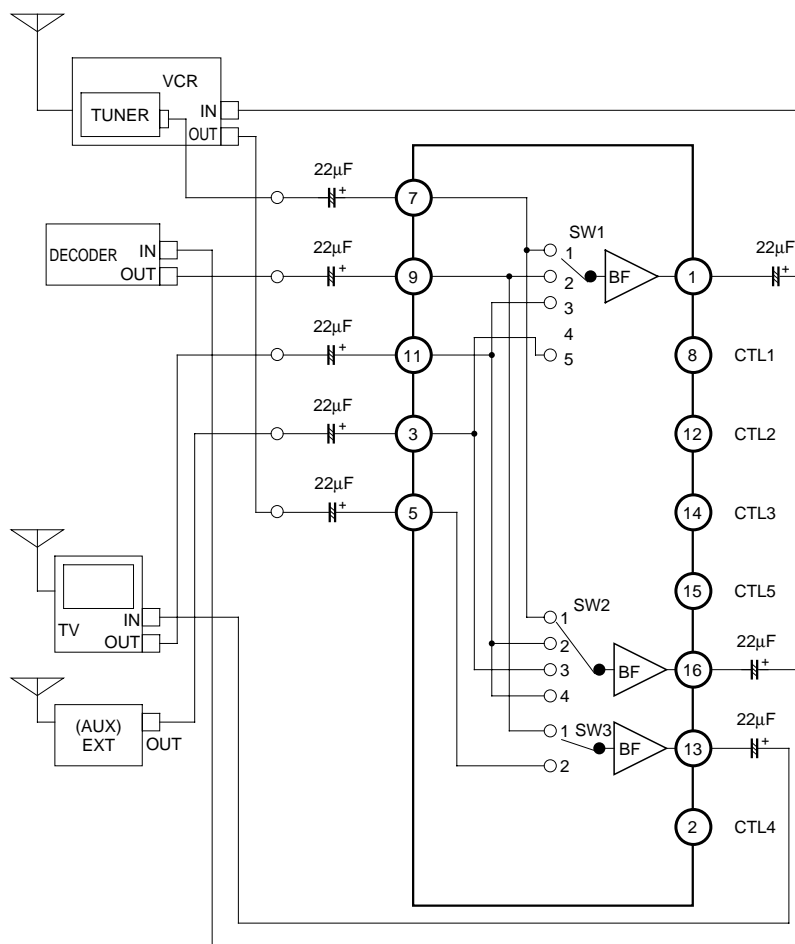 VCR
TUNER
IN
OUT
22μF
+
7
DECODER
IN
OUT
22μF
+
9
SW1
1
2
3
4
5
BF
1
22μF
+
22μF
+
11
8
CTL1
22μF
+
3
12
CTL2
22μF
+
5
14
CTL3
15
CTL5
TV
IN
OUT
SW2
1
2
3
4
BF
16
22μF
+
(AUX)
EXT
OUT
SW3
1
2
BF
13
22μF
+
2
CTL4